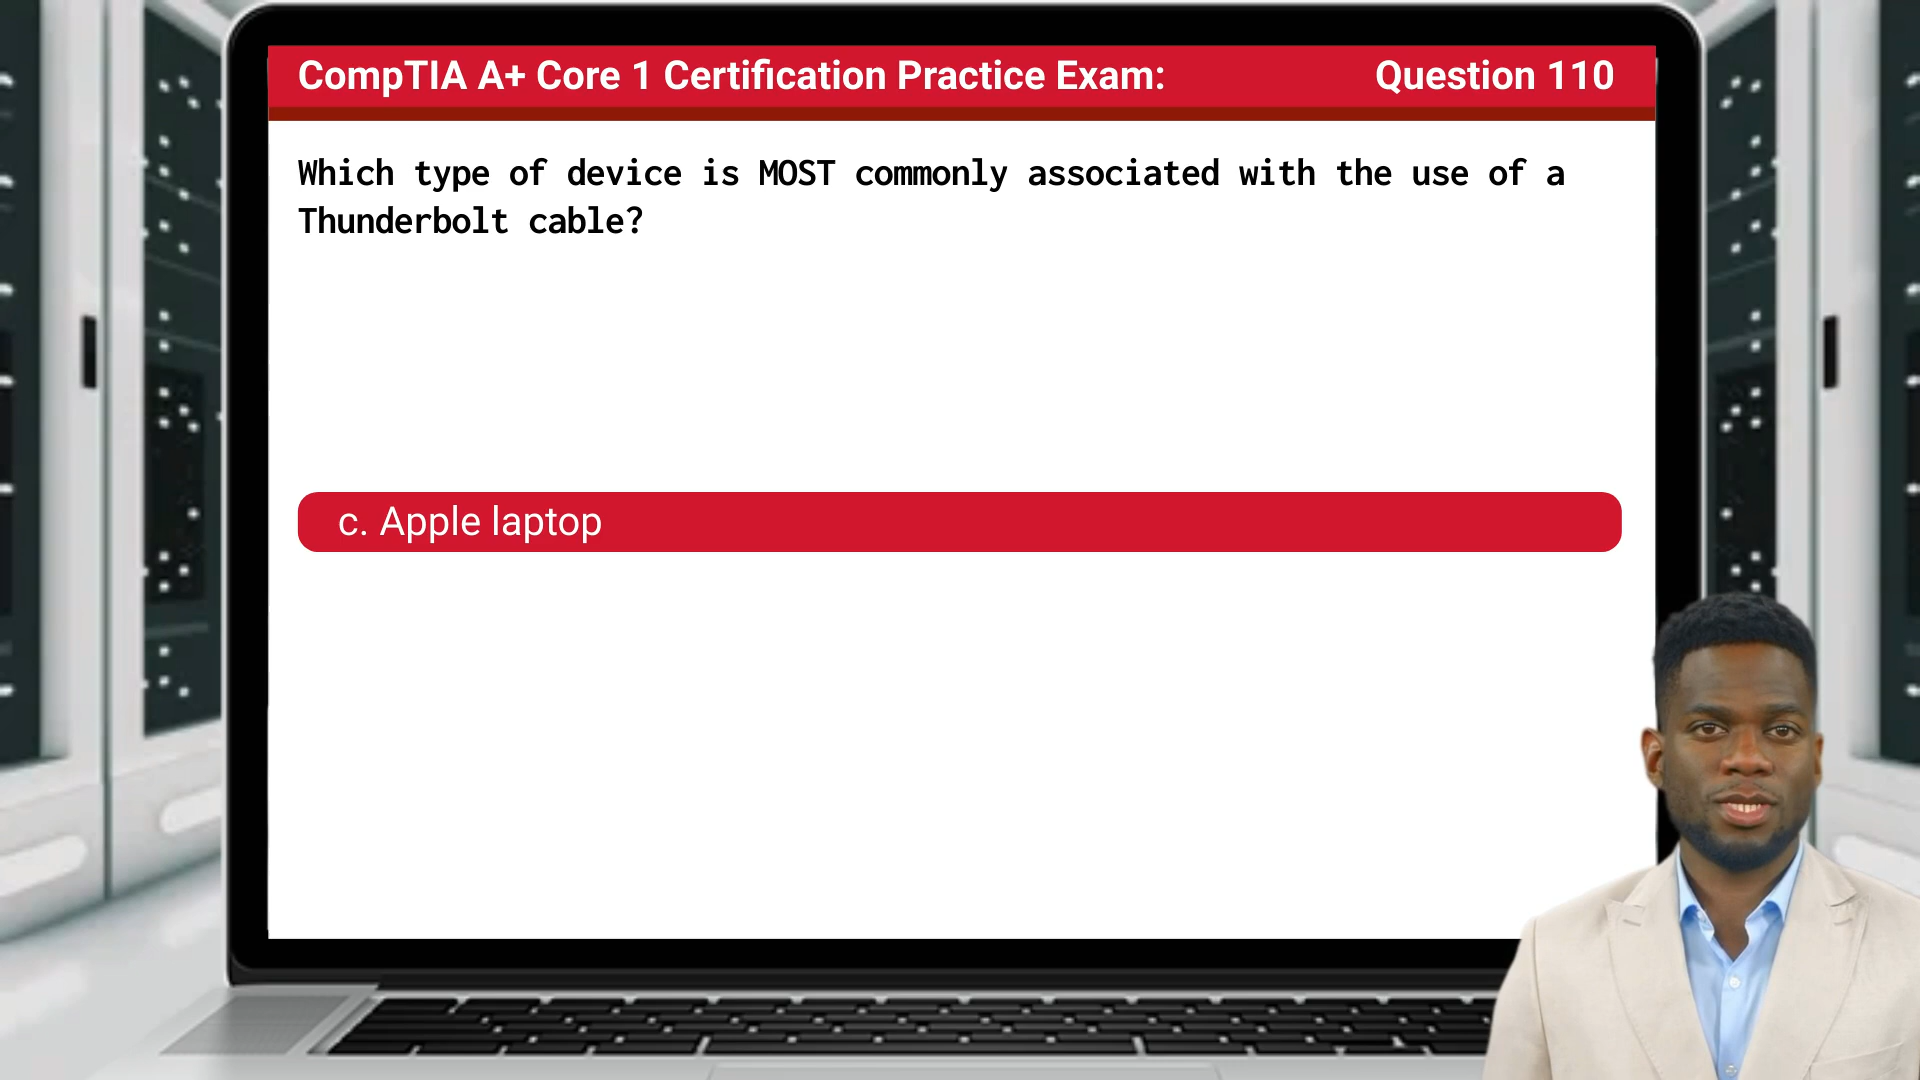 CompTIA A+ Core 1 Certification Practice Exam: Question 110
Which type of device is MOST commonly associated with the use of a
Thunderbolt cable?
c. Apple laptop